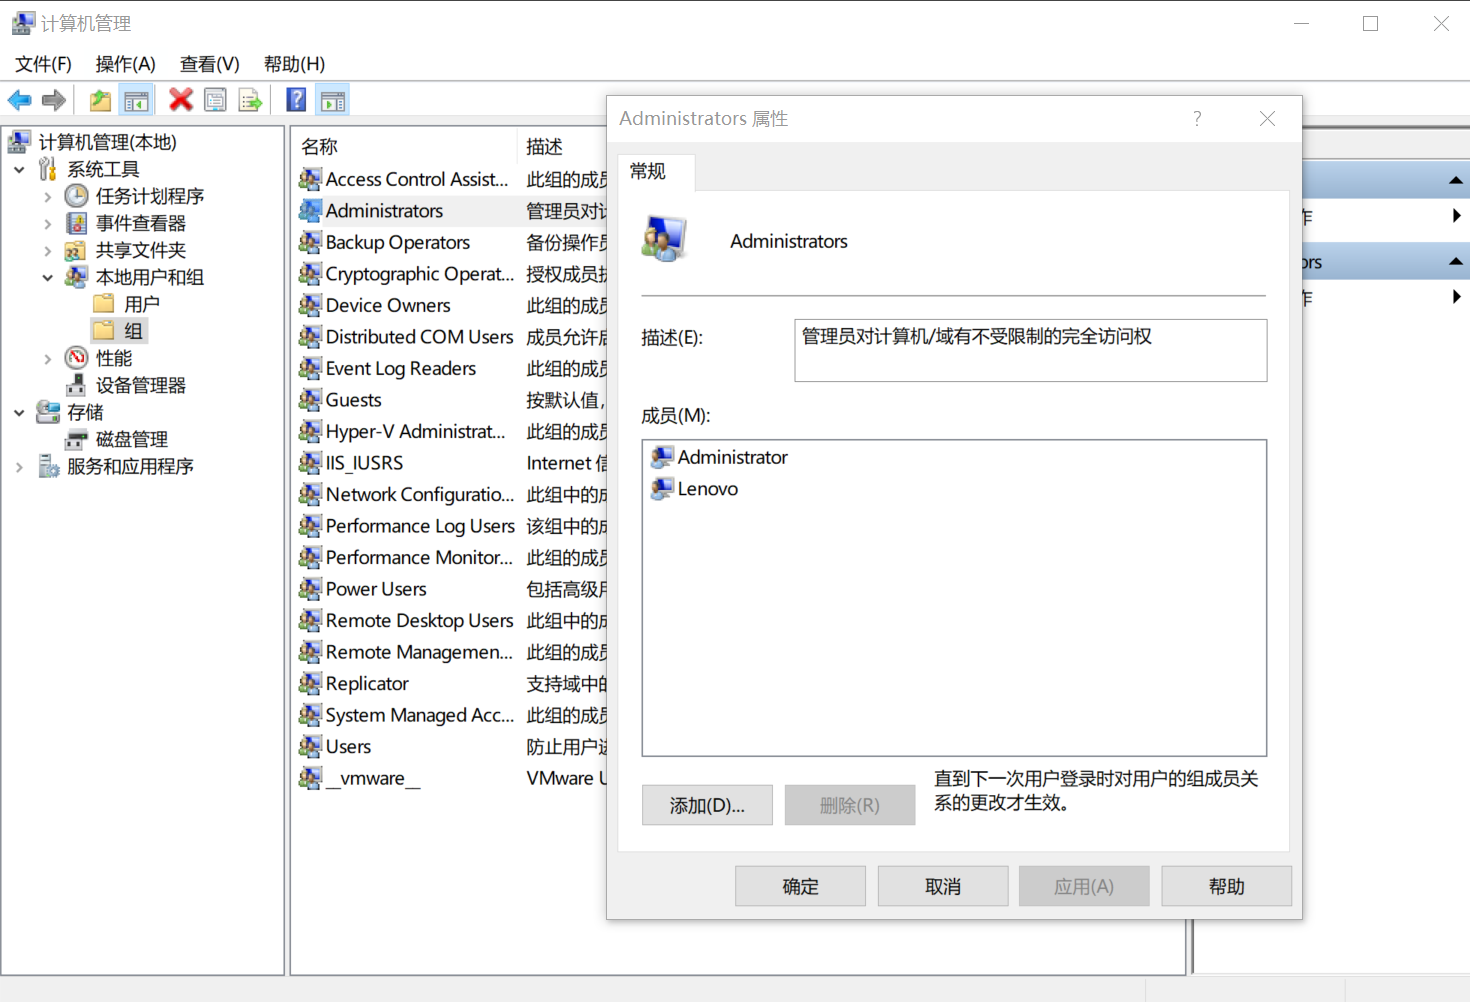 计算机管理
文件(F) 操作(A) 查看(V) 帮助(H)
计算机管理(本地)
系统工具
任务计划程序
事件查看器
共享文件夹
本地用户和组
用户
组
性能
设备管理器
存储
磁盘管理
服务和应用程序
名称 描述
Access Control Assist... 此组的成员
Administrators 管理员对计
Backup Operators 备份操作员
Cryptographic Operat... 授权成员执
Device Owners 此组的成员
Distributed COM Users 成员允许启
Event Log Readers 此组的成员
Guests 按默认值,
Hyper-V Administrat... 此组的成员
IIS_IUSRS Internet 信
Network Configuratio... 此组中的成
Performance Log Users 该组中的成
Performance Monitor... 此组的成员
Power Users 包括高级用
Remote Desktop Users 此组中的成
Remote Managemen... 此组的成员
Replicator 支持域中的
System Managed Acc... 此组的成员
Users 防止用户进
__vmware__ VMware U
Administrators 属性
常规
Administrators
描述(E):
管理员对计算机/域有不受限制的完全访问权
成员(M):
Administrator
Lenovo
添加(D)...
删除(R)
直到下一次用户登录时对用户的组成员关
系的更改才生效。
确定
取消
应用(A)
帮助
作
ors
作